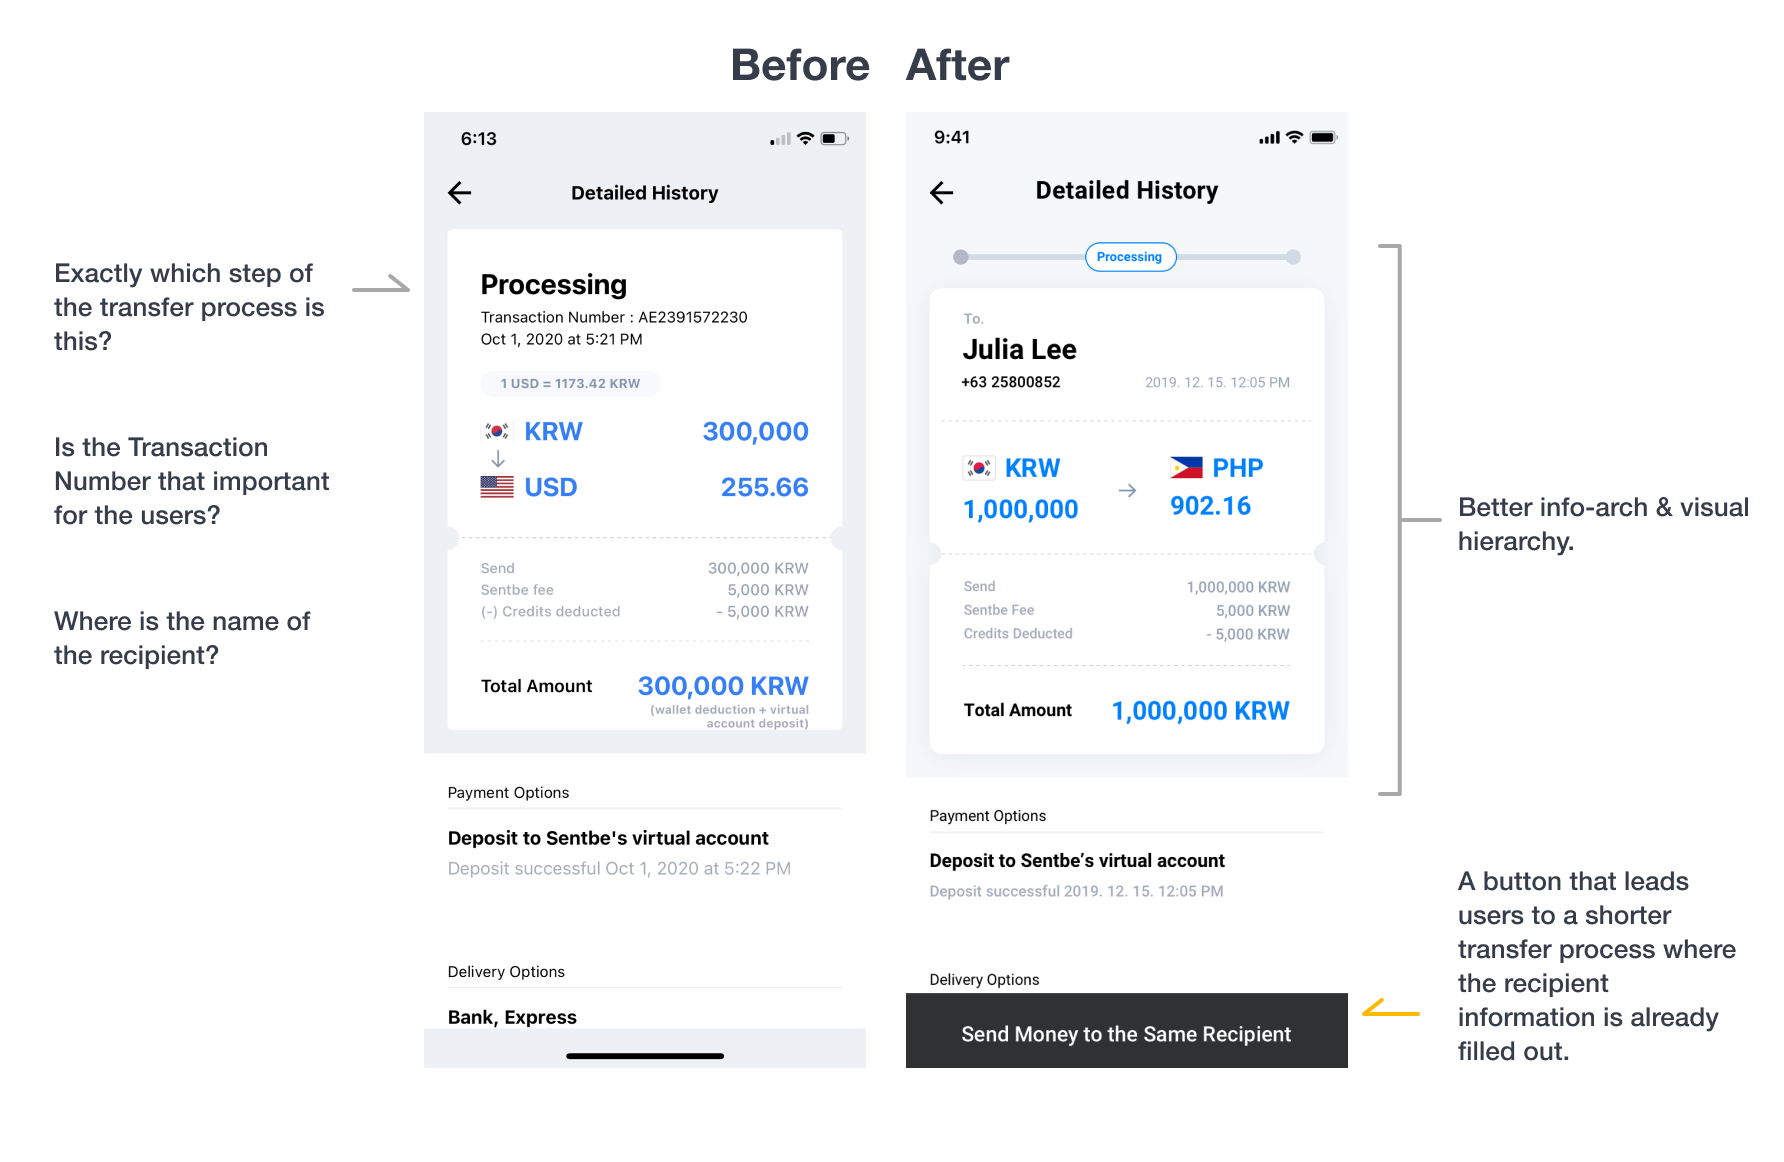 Before After
Exactly which step of
the transfer process is
this?
Is the Transaction
Number that important
for the users?
Where is the name of
the recipient?
6:13
Detailed History
Processing
Transaction Number : AE2391572230
Oct 1, 2020 at 5:21 PM
1 USD = 1173.42 KRW
KRW 300,000
USD 255.66
Send 300,000 KRW
Sentbe fee 5,000 KRW
(-) Credits deducted - 5,000 KRW
Total Amount 300,000 KRW
(wallet deduction + virtual
account deposit)
Payment Options
Deposit to Sentbe's virtual account
Deposit successful Oct 1, 2020 at 5:22 PM
Delivery Options
Bank, Express
9:41
Detailed History
Processing
To.
Julia Lee
+63 25800852 2019. 12. 15. 12:05 PM
KRW PHP
1,000,000 902.16
Send 1,000,000 KRW
Sentbe Fee 5,000 KRW
Credits Deducted - 5,000 KRW
Total Amount 1,000,000 KRW
Payment Options
Deposit to Sentbe’s virtual account
Deposit successful 2019. 12. 15. 12:05 PM
Delivery Options
Send Money to the Same Recipient
Better info-arch & visual
hierarchy.
A button that leads
users to a shorter
transfer process where
the recipient
information is already
filled out.